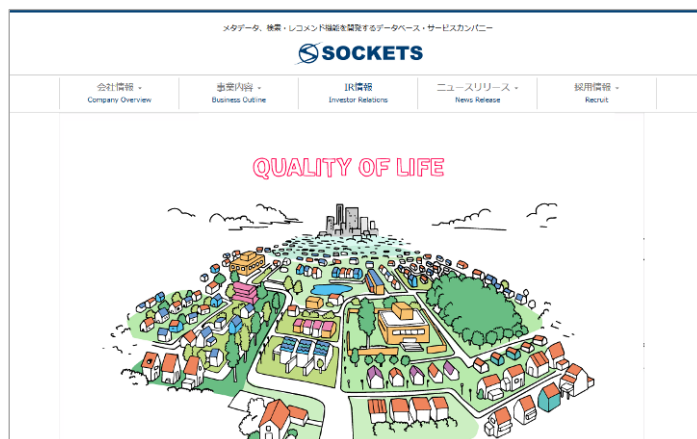 メタデータ、検索・レコメンド機能を開発するデータベース・サービスカンパニー
SOCKETS
会社情報 事業内容 IR情報 ニュースリリース 採用情報
Company Overview Business Outline Investor Relations News Release Recruit
QUALITY OF LIFE